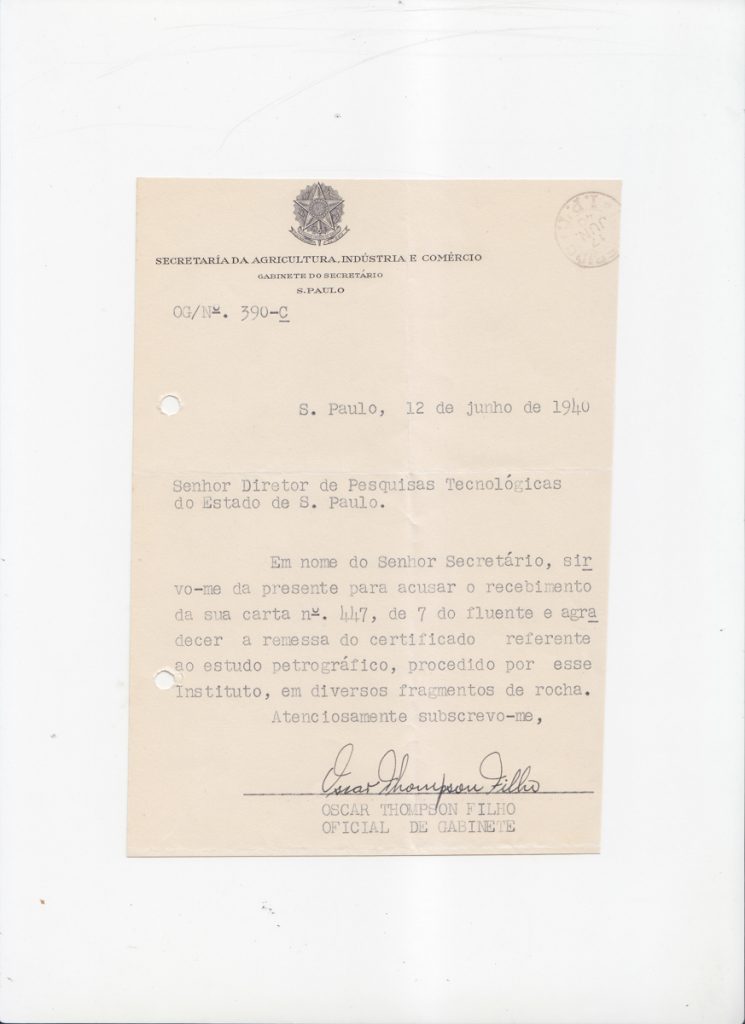 SECRETARÍA DA AGRICULTURA, INDÚSTRIA E COMÉRCIO
GABINETE DO SECRETÁRIO
S. PAULO
OG/Nº. 390-C
17
JUN
S. Paulo, 12 de junho de 1940
Senhor Diretor de Pesquisas Tecnológicas
do Estado de S. Paulo.
Em nome do Senhor Secretário, sir
vo-me da presente para acusar o recebimento
da sua carta nº. 447, de 7 do fluente e agra
decer a remessa do certificado referente
ao estudo petrográfico, procedido por esse
Instituto, em diversos fragmentos de rocha.
Atenciosamente subscrevo-me,
Oscar Thompson Filho
OSCAR THOMPSON FILHO
OFICIAL DE GABINETE